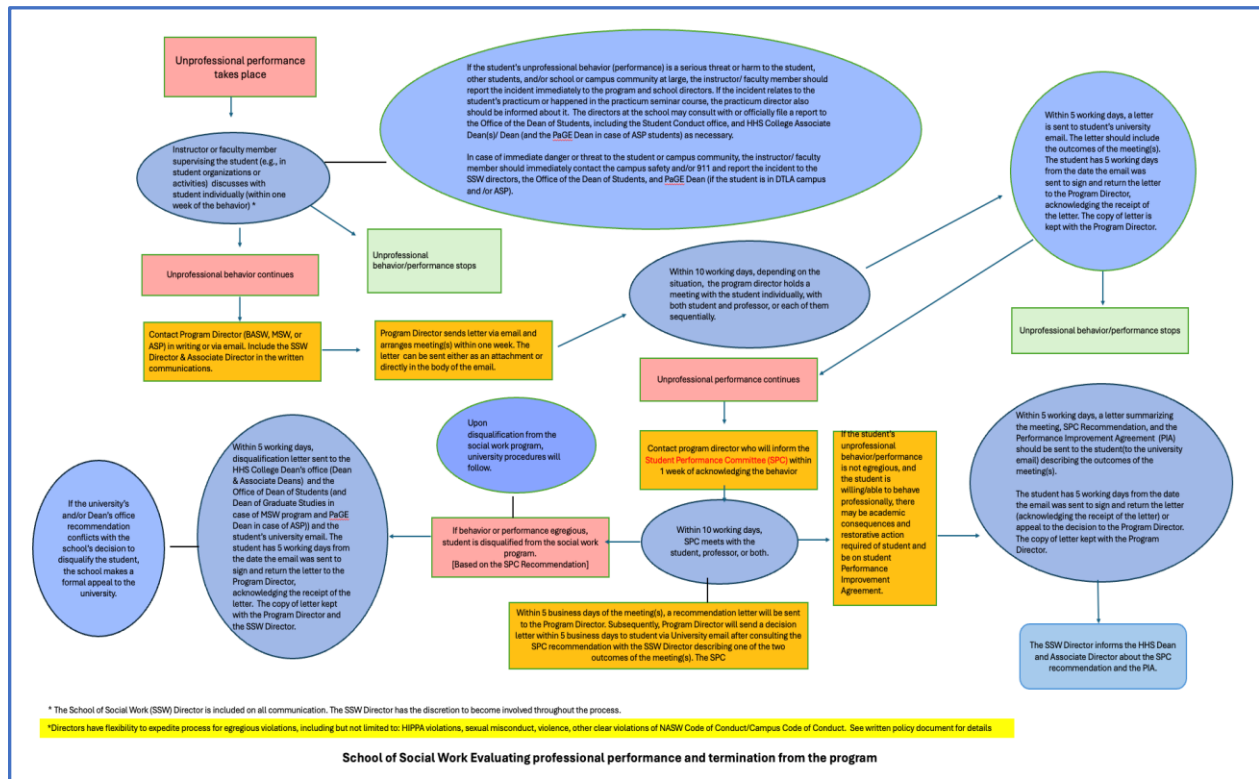 Unprofessional performance
takes place
If the student's unprofessional behavior (performance) is a serious threat or harm to the student,
other students, and/or school or campus community at large, the instructor/ faculty member should
report the incident immediately to the program and school directors. If the incident relates to the
student's practicum or happened in the practicum seminar course, the practicum director also
should be informed about it. The directors at the school may consult with or officially file a report
to the Office of the Dean of Students, including the Student Conduct office, and HHS College Associate
Dean(s)/ Dean (and the PaGE Dean in case of ASP students) as necessary.
In case of immediate danger or threat to the student or campus community, the instructor/ faculty
member should immediately contact the campus safety and/or 911 and report the incident to the
SSW directors, the Office of the Dean of Students, and PaGE Dean (if the student is in DTLA campus
and /or ASP).
Instructor or faculty member
supervising the student (e.g., in
student organizations or
activities) discusses with
student individually (within one
week of the behavior) *
Unprofessional
behavior/performance stops
Unprofessional behavior continues
Contact Program Director (BASW, MSW, or
ASP) in writing or via email. Include the SSW
Director & Associate Director in the written
communications.
Program Director sends letter via email and
arranges meeting(s) within one week. The
letter can be sent either as an attachment or
directly in the body of the email.
Within 10 working days, depending on the
situation, the program director holds a
meeting with the student individually, with
both student and professor, or each of them
sequentially.
Within 5 working days, a letter
is sent to student's university
email. The letter should include
the outcomes of the meeting(s).
The student has 5 working days
from the date the email was
sent to sign and return the letter
to the Program Director,
acknowledging the receipt of
the letter. The copy of letter is
kept with the Program Director.
Unprofessional behavior/performance stops
Unprofessional performance continues
Contact program director who will inform the
Student Performance Committee (SPC) within
1 week of acknowledging the behavior
Within 10 working days,
SPC meets with the
student, professor, or both.
If the student's
unprofessional
behavior/performance
is not egregious, and
the student is
willing/able to behave
professionally, there
may be academic
consequences and
restorative action
required of student and
be on student
Performance
Improvement
Agreement.
Within 5 working days, a letter summarizing
the meeting, SPC Recommendation, and the
Performance Improvement Agreement (PIA)
should be sent to the student(to the university
email) describing the outcomes of the
meeting(s).
The student has 5 working days from the date
the email was sent to sign and return the letter
(acknowledging the receipt of the letter) or
appeal to the decision to the Program Director.
The copy of letter kept with the Program
Director.
The SSW Director informs the HHS Dean
and Associate Director about the SPC
recommendation and the PIA.
Upon
disqualification from the
social work program,
university procedures will
follow.
If behavior or performance egregious,
student is disqualified from the social work
program.
[Based on the SPC Recommendation]
Within 5 business days of the meeting(s), a recommendation letter will be sent
to the Program Director. Subsequently, Program Director will send a decision
letter within 5 business days to student via University email after consulting the
SPC recommendation with the SSW Director describing one of the two
outcomes of the meeting(s). The SPC
Within 5 working days,
disqualification letter sent to the
HHS College Dean's office (Dean
& Associate Deans) and the
Office of Dean of Students (and
Dean of Graduate Studies in
case of MSW program and PaGE
Dean in case of ASP)) and the
student's university email. The
student has 5 working days from
the date the email was sent to
sign and return the letter to the
Program Director,
acknowledging the receipt of the
letter. The copy of letter kept
with the Program Director and
the SSW Director.
If the university's
and/or Dean's office
recommendation
conflicts with the
school's decision to
disqualify the student,
the school makes a
formal appeal to the
university.
* The School of Social Work (SSW) Director is included on all communication. The SSW Director has the discretion to become involved throughout the process.
*Directors have flexibility to expedite process for egregious violations, including but not limited to: HIPPA violations, sexual misconduct, violence, other clear violations of NASW Code of Conduct/Campus Code of Conduct. See written policy document for details
School of Social Work Evaluating professional performance and termination from the program